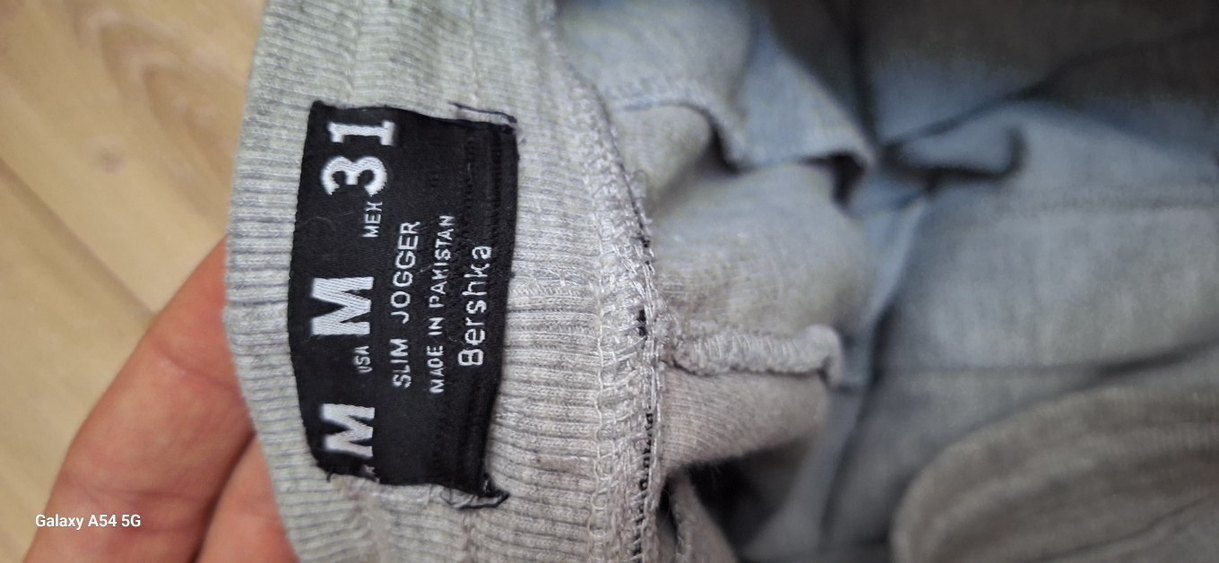 M USA M MEX 31
SLIM JOGGER
MADE IN PAKISTAN
Bershka
Galaxy A54 5G